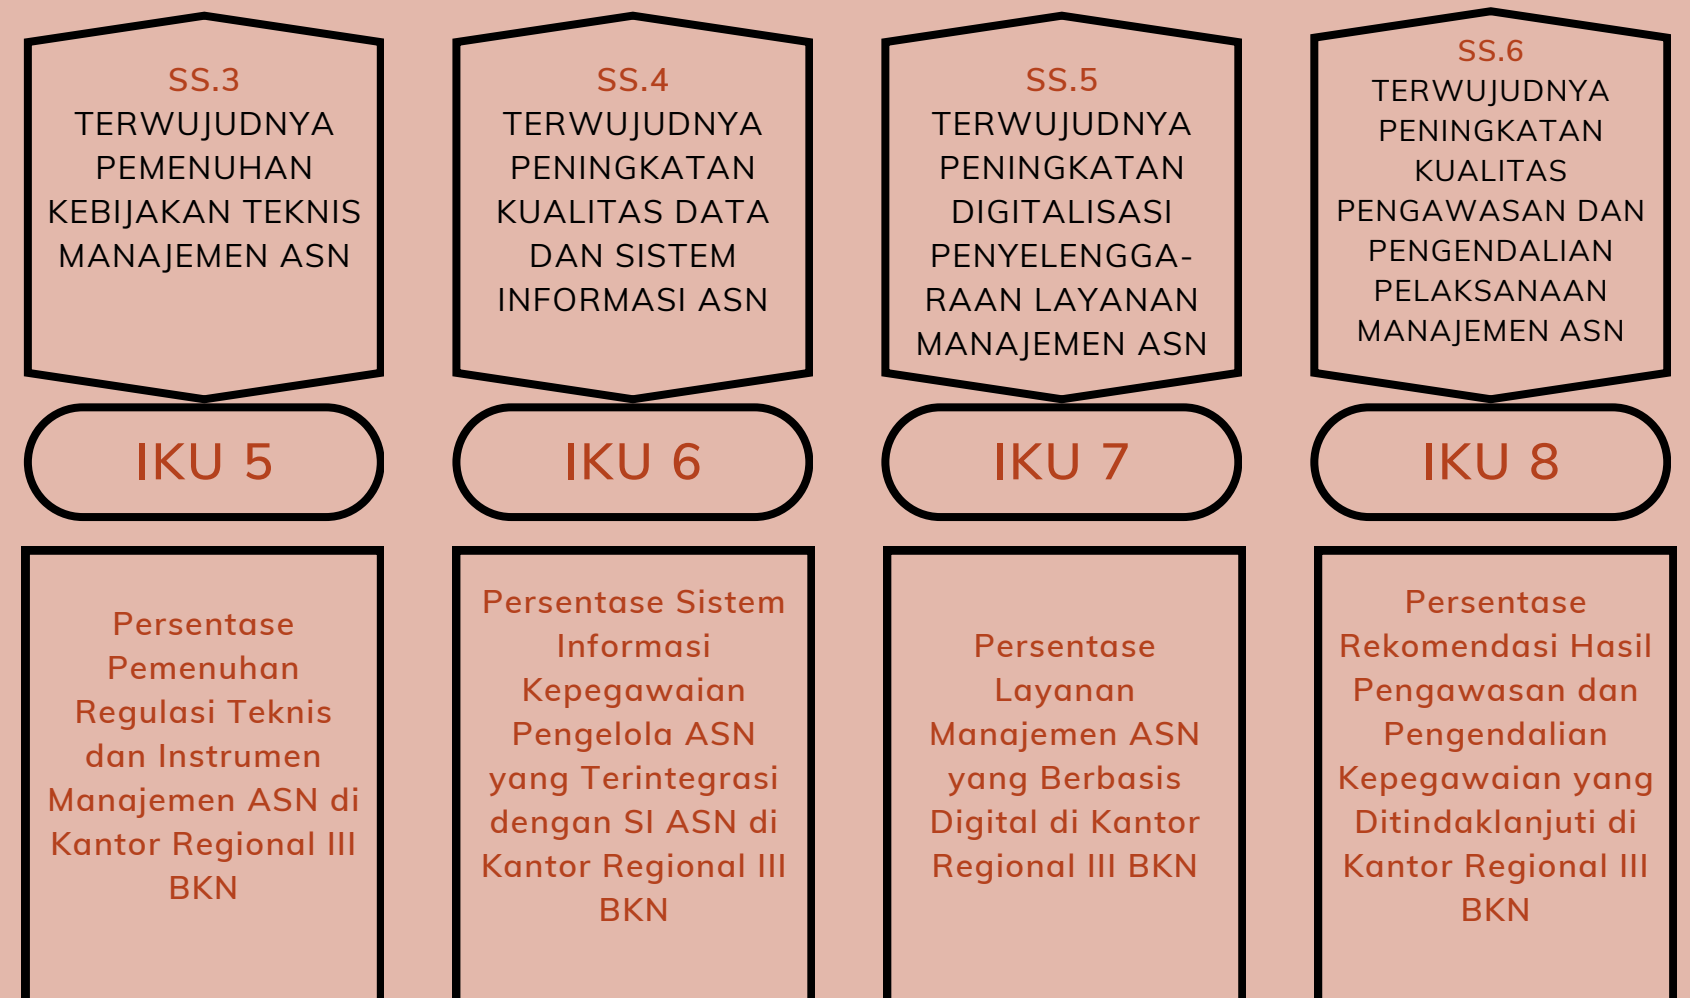 SS.3
TERWUJUDNYA
PEMENUHAN
KEBIJAKAN TEKNIS
MANAJEMEN ASN
IKU 5
Persentase
Pemenuhan
Regulasi Teknis
dan Instrumen
Manajemen ASN di
Kantor Regional III
BKN
SS.4
TERWUJUDNYA
PENINGKATAN
KUALITAS DATA
DAN SISTEM
INFORMASI ASN
IKU 6
Persentase Sistem
Informasi
Kepegawaian
Pengelola ASN
yang Terintegrasi
dengan SI ASN di
Kantor Regional III
BKN
SS.5
TERWUJUDNYA
PENINGKATAN
DIGITALISASI
PENYELENGGA-
RAAN LAYANAN
MANAJEMEN ASN
IKU 7
Persentase
Layanan
Manajemen ASN
yang Berbasis
Digital di Kantor
Regional III BKN
SS.6
TERWUJUDNYA
PENINGKATAN
KUALITAS
PENGAWASAN DAN
PENGENDALIAN
PELAKSANAAN
MANAJEMEN ASN
IKU 8
Persentase
Rekomendasi Hasil
Pengawasan dan
Pengendalian
Kepegawaian yang
Ditindaklanjuti di
Kantor Regional III
BKN